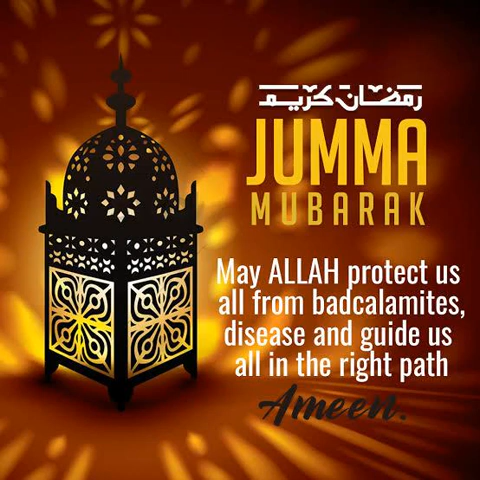 رمضان كريم
JUMMA
MUBARAK
May ALLAH protect us
all from badcalamites,
disease and guide us
all in the right path
Ameen.